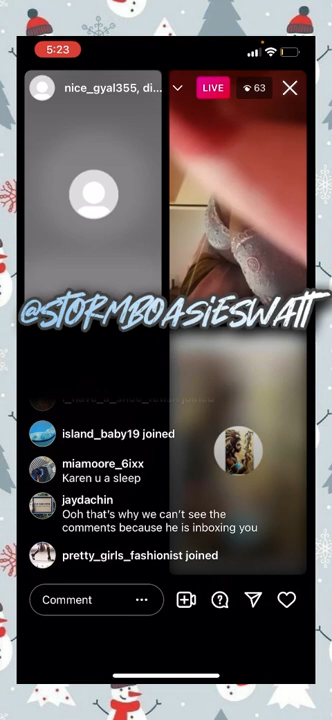 5:23
nice_gyal355, di...
LIVE
63
@STORMBOASIESWATT
island_baby19 joined
miamoore_6ixx
Karen u a sleep
jaydachin
Ooh that's why we can't see the
comments because he is inboxing you
pretty_girls_fashionist joined
Comment